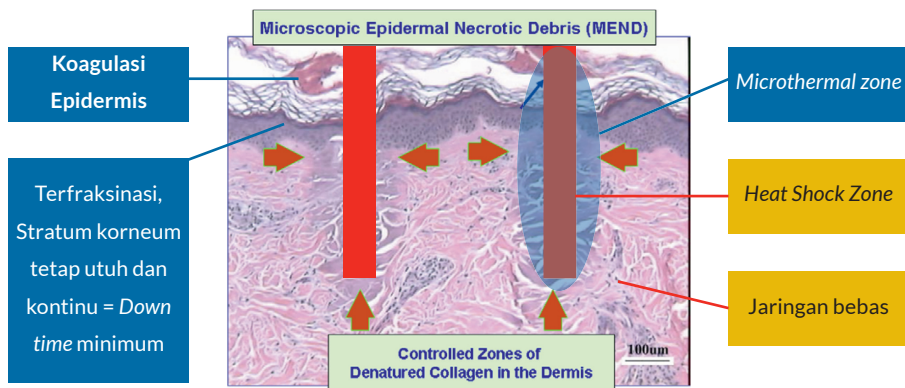 Microscopic Epidermal Necrotic Debris (MEND)
Koagulasi
Epidermis
Terfraksinasi,
Stratum korneum
tetap utuh dan
kontinu = Down
time minimum
Microthermal zone
Heat Shock Zone
Jaringan bebas
100um
Controlled Zones of
Denatured Collagen in the Dermis